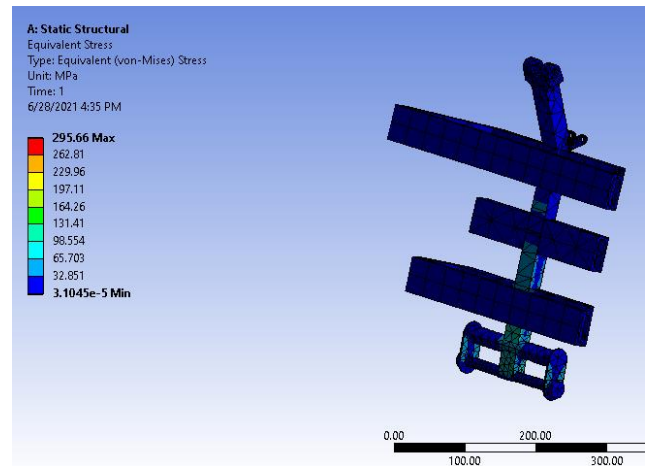 A: Static Structural
Equivalent Stress
Type: Equivalent (von-Mises) Stress
Unit: MPa
Time: 1
6/28/2021 4:35 PM
295.66 Max
262.81
229.96
197.11
164.26
131.41
98.554
65.703
32.851
3.1045e-5 Min
0.00 200.00
100.00 300.00